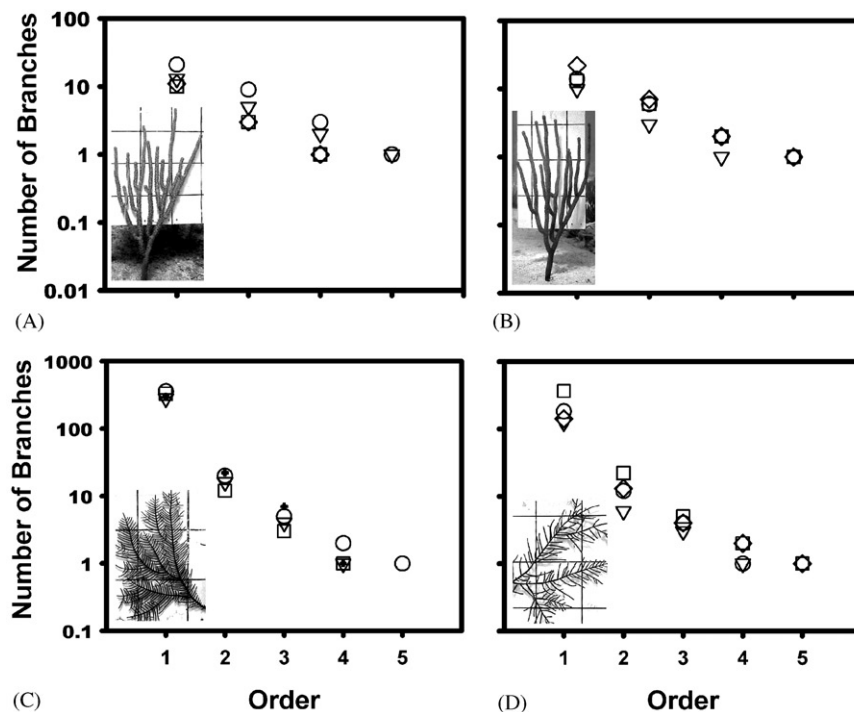 100
10
1
0.1
0.01
Number of Branches
(A)
(B)
1000
100
10
1
0.1
Number of Branches
1 2 3 4 5
1 2 3 4 5
(C)
Order
(D)
Order